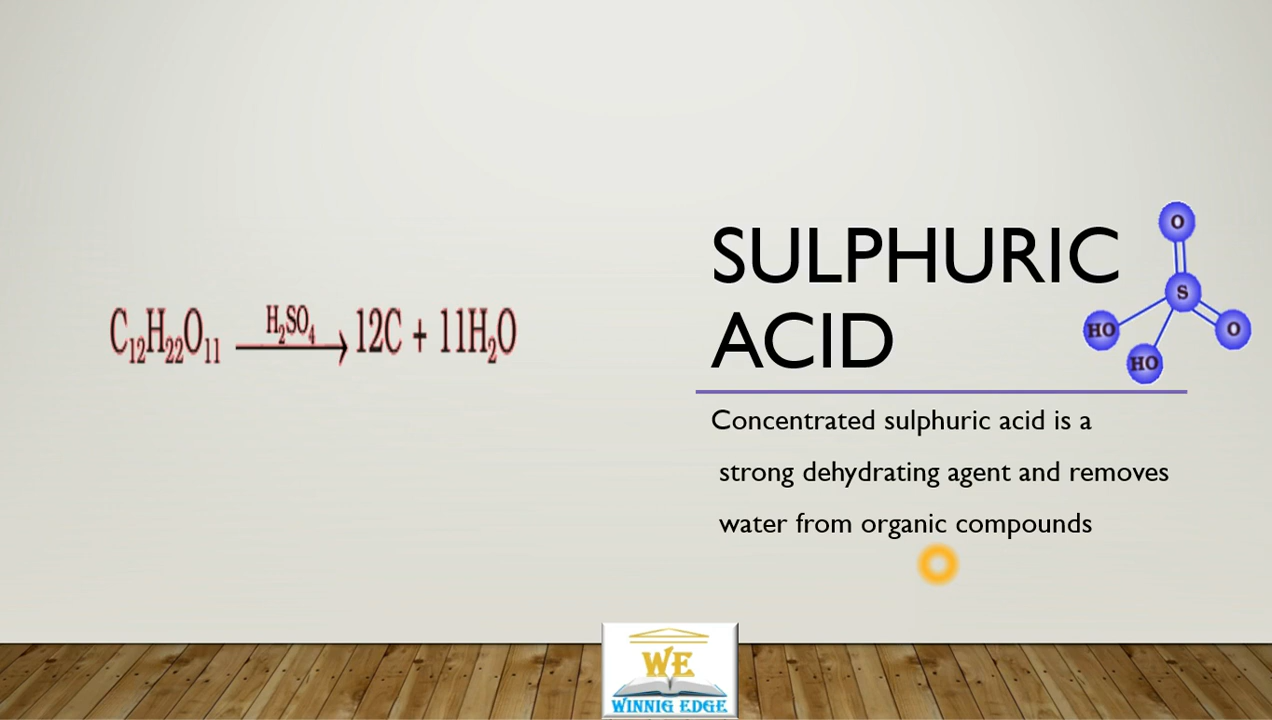 C₁₂H₂₂O₁₁ H₂SO₄ → 12C + 11H₂O
SULPHURIC
ACID
O
S
HO
O
HO
Concentrated sulphuric acid is a
strong dehydrating agent and removes
water from organic compounds
WE
WINNIG EDGE